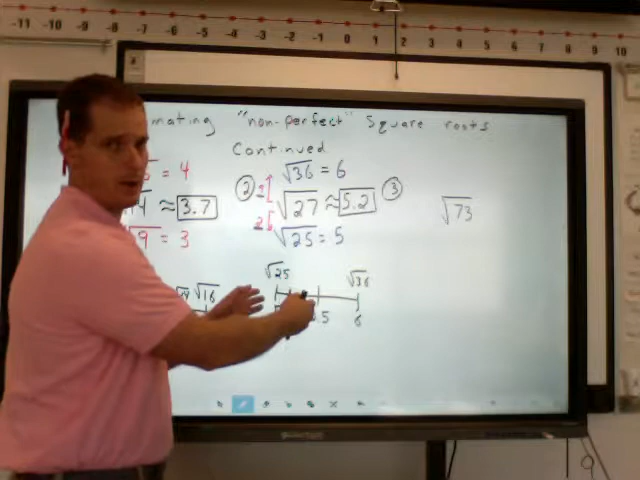 -11 -10 -9 -8 -7 -6 -5 -4 -3 -2 -1 0 1 2 3 4 5 6 7 8 9 10
"non-perfect" Square roots
Continued
= 4
√36 = 6
≈ 3.7
② √27 ≈ 5.2
③ √73
√9 = 3
2 √25 = 5
√16
√25 √36
5 6